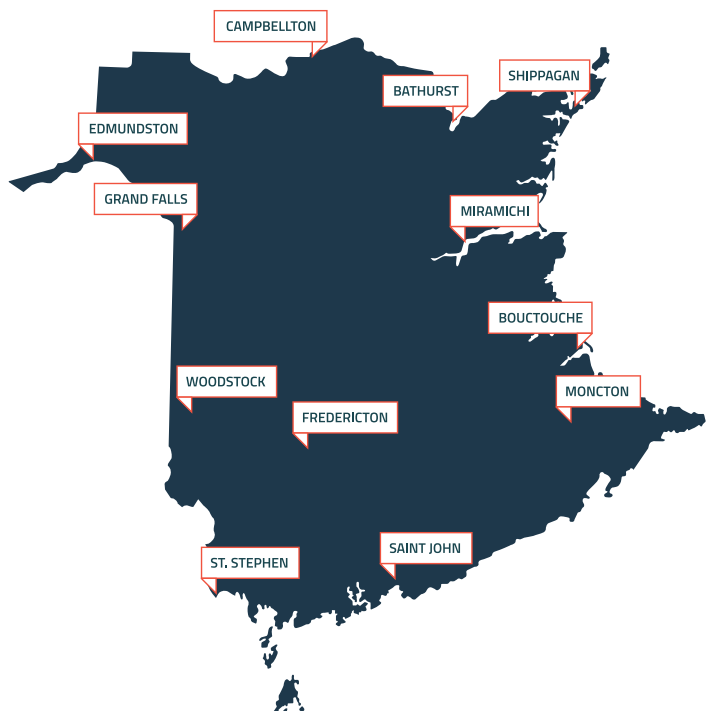 CAMPBELLTON
SHIPPAGAN
BATHURST
EDMUNDSTON
GRAND FALLS
MIRAMICHI
BOUCTOUCHE
WOODSTOCK
MONCTON
FREDERICTON
SAINT JOHN
ST. STEPHEN